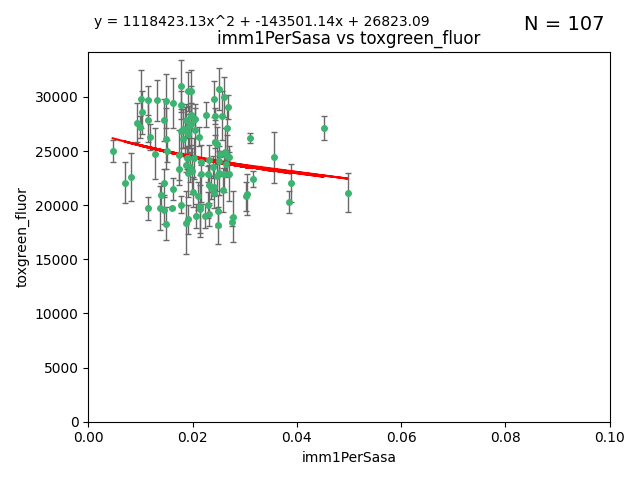 y = 1118423.13x^2 + -143501.14x + 26823.09
N = 107
imm1PerSasa vs toxgreen_fluor
30000
25000
20000
15000
10000
5000
0
toxgreen_fluor
0.00 0.02 0.04 0.06 0.08 0.10
imm1PerSasa